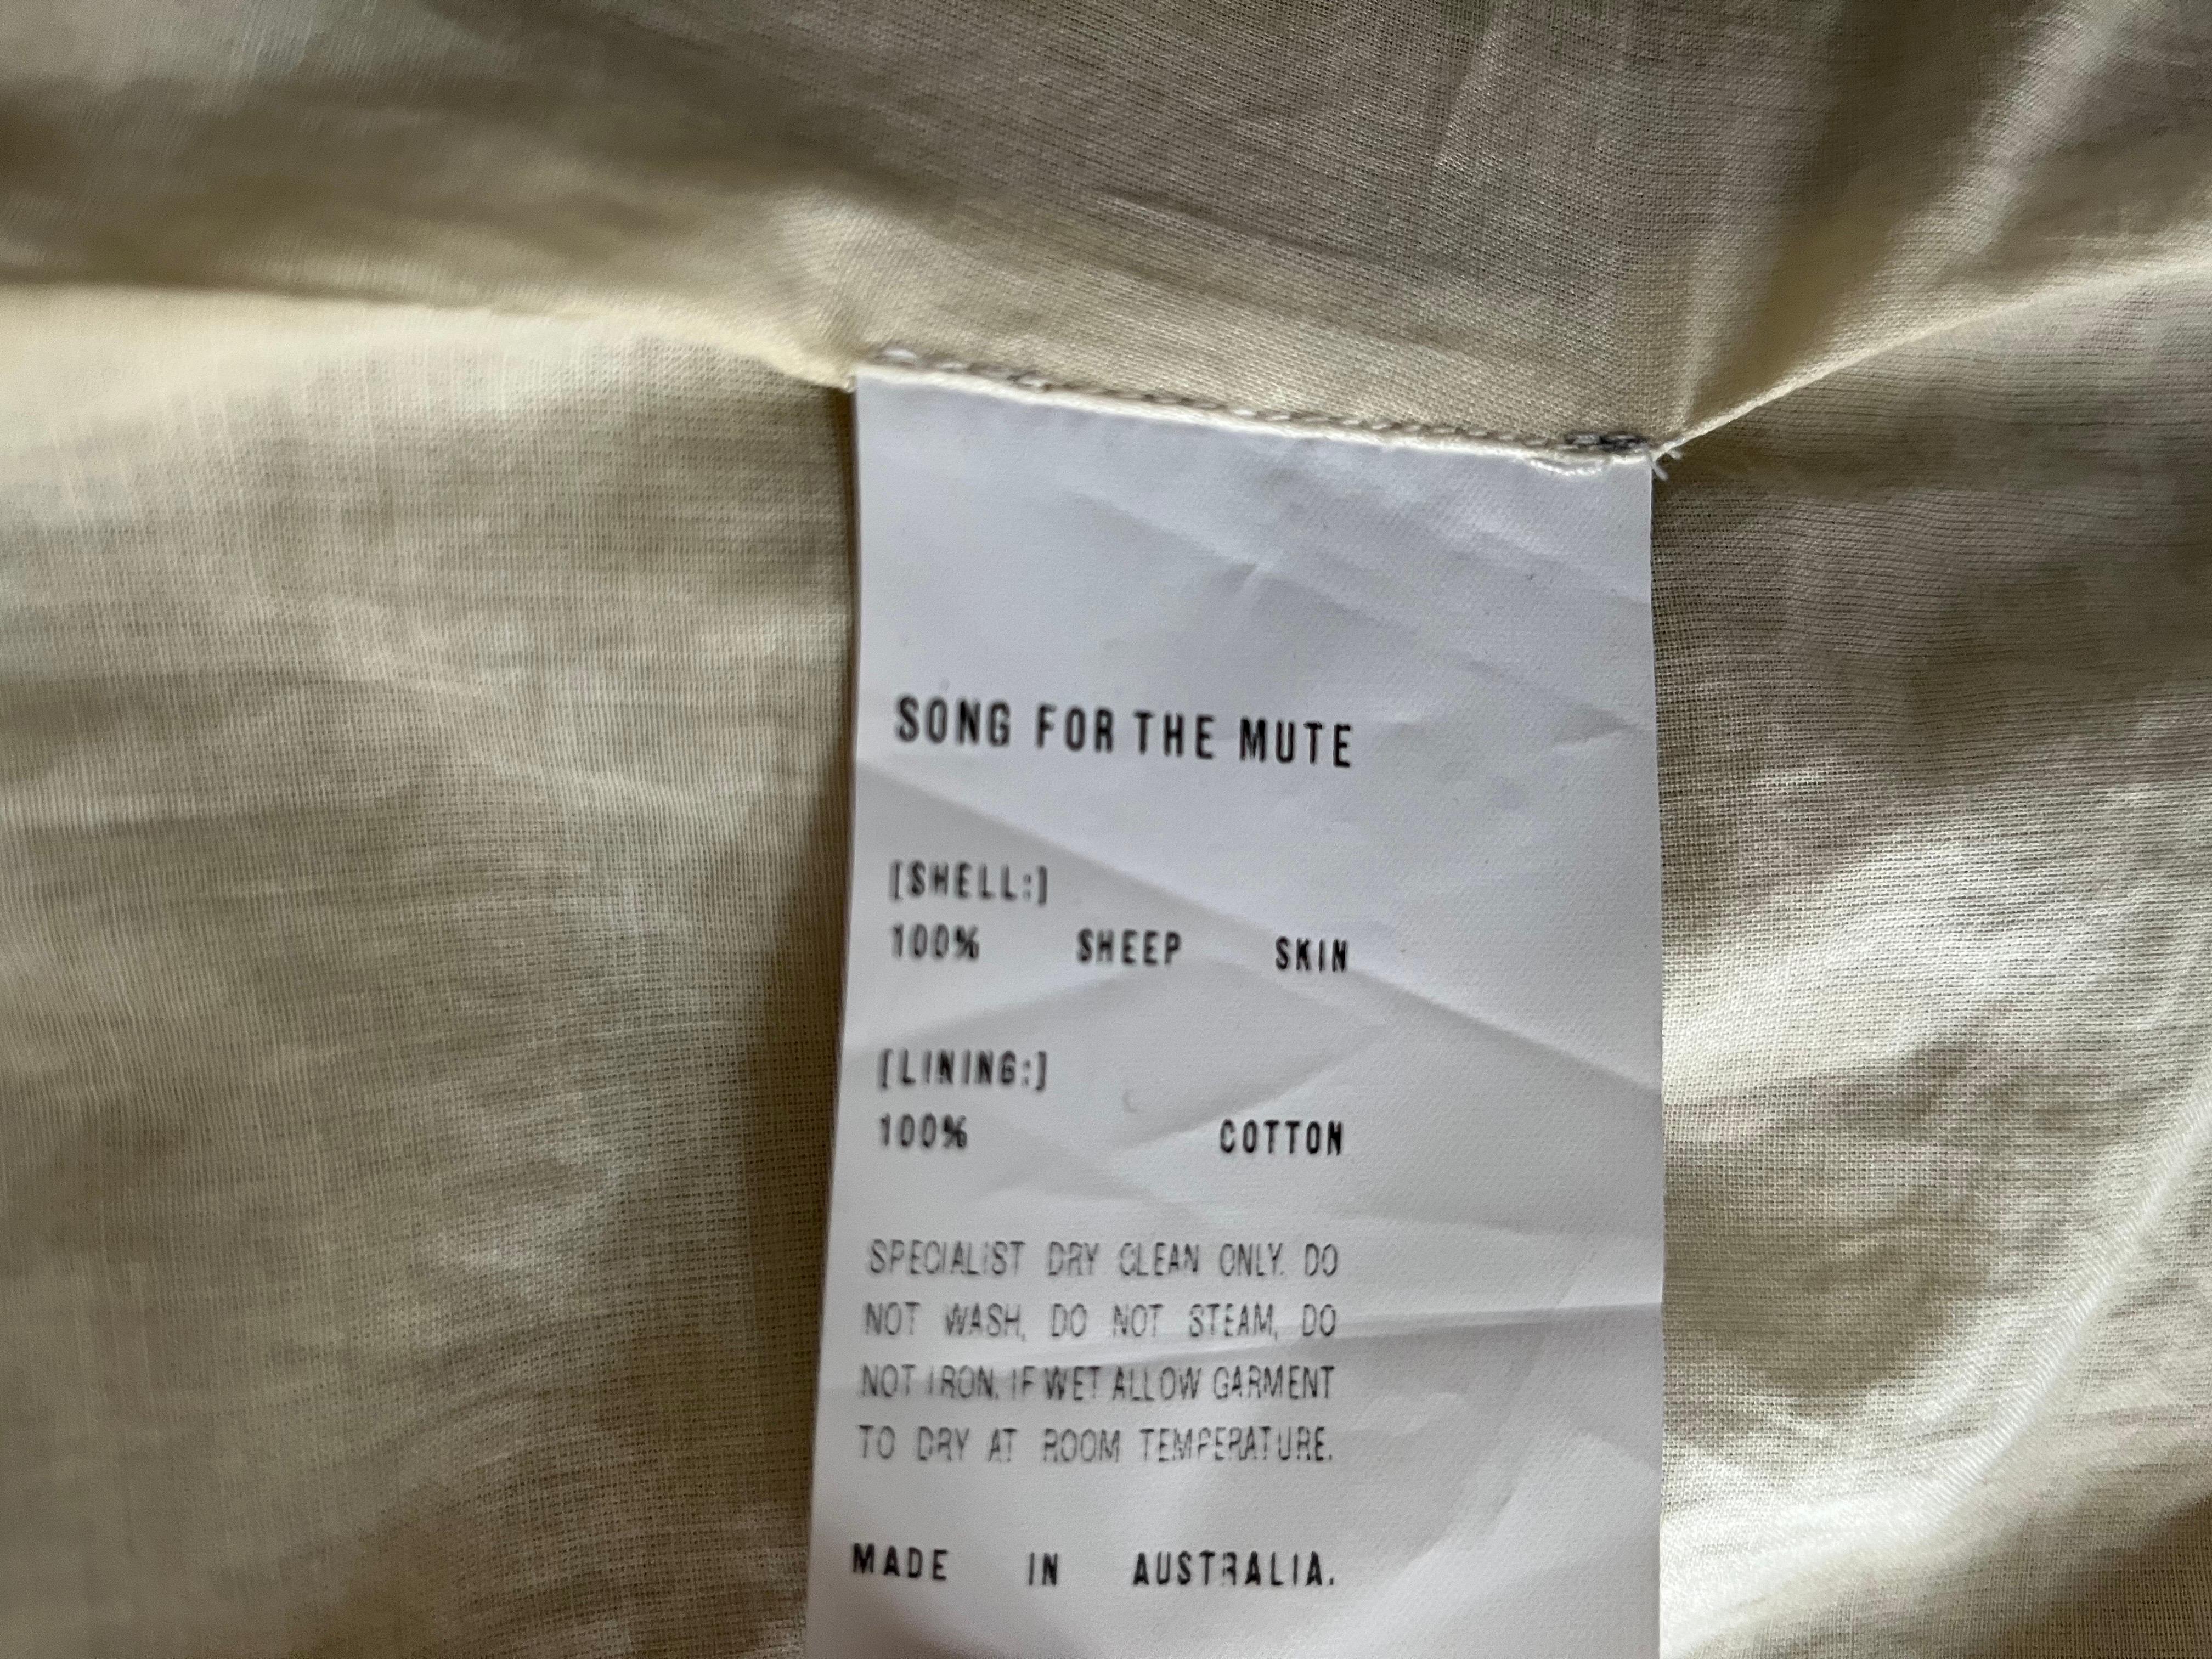 SONG FOR THE MUTE
[SHELL:]
100% SHEEP SKIN
[LINING:]
100% COTTON
SPECIALIST DRY CLEAN ONLY. DO
NOT WASH, DO NOT STEAM, DO
NOT IRON. IF WET ALLOW GARMENT
TO DRY AT ROOM TEMPERATURE.
MADE IN AUSTRALIA.